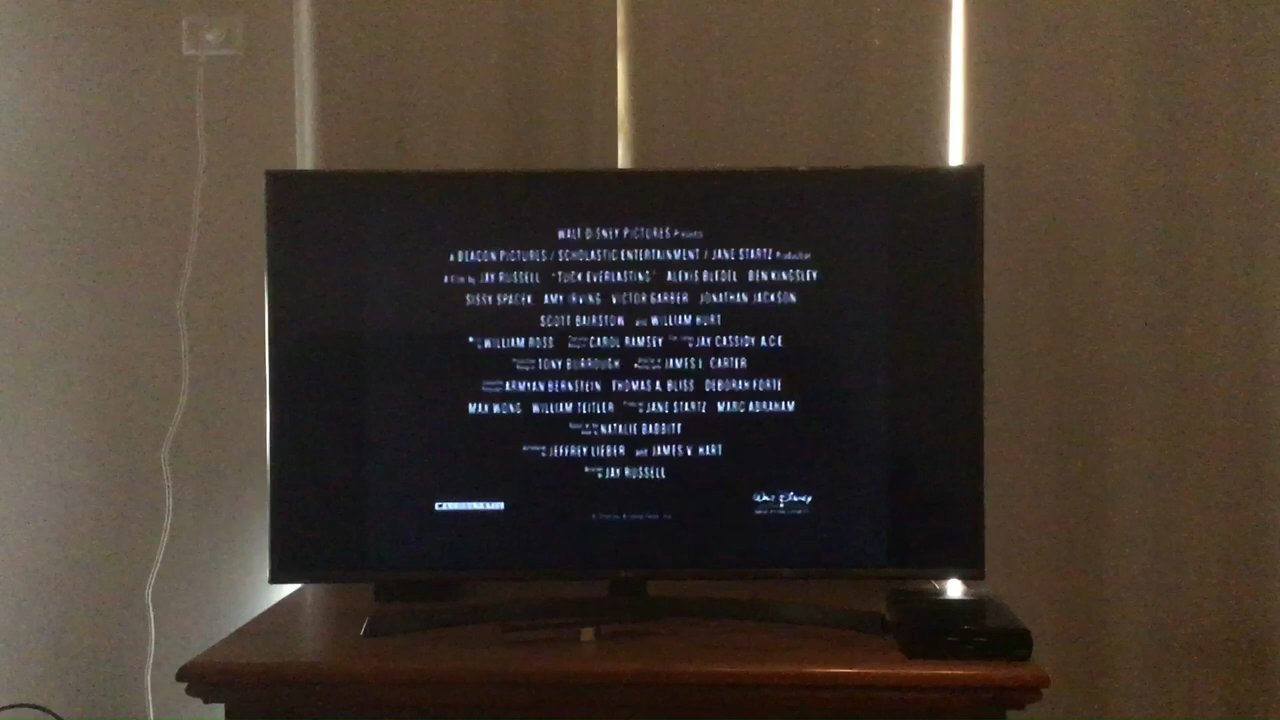 WALT DISNEY PICTURES Presents
A BEACON PICTURES / SCHOLASTIC ENTERTAINMENT / JANE STARTZ Production
A Film by JAY RUSSELL "TUCK EVERLASTING" ALEXIS BLEDEL BEN KINGSLEY
SISSY SPACEK AMY IRVING VICTOR GARBER JONATHAN JACKSON
SCOTT BAIRSTOW and WILLIAM HURT
WILLIAM ROSS CAROL RAMSEY JAY CASSIDY A.C.E.
TONY BURROUGH JAMES L. CARTER
ARMYAN BERNSTEIN THOMAS A. BLISS DEBORAH FORTE
MAX WONG WILLIAM TEITLER JANE STARTZ MARC ABRAHAM
NATALIE BABBITT
JEFFREY LIEBER and JAMES V. HART
JAY RUSSELL
WALT DISNEY